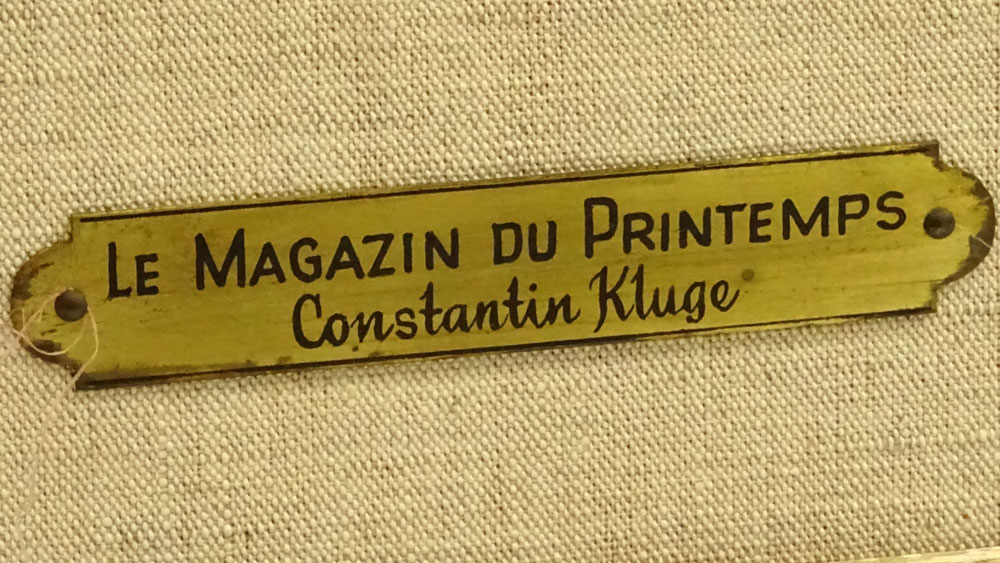 LE MAGAZIN DU PRINTEMPS
Constantin Kluge